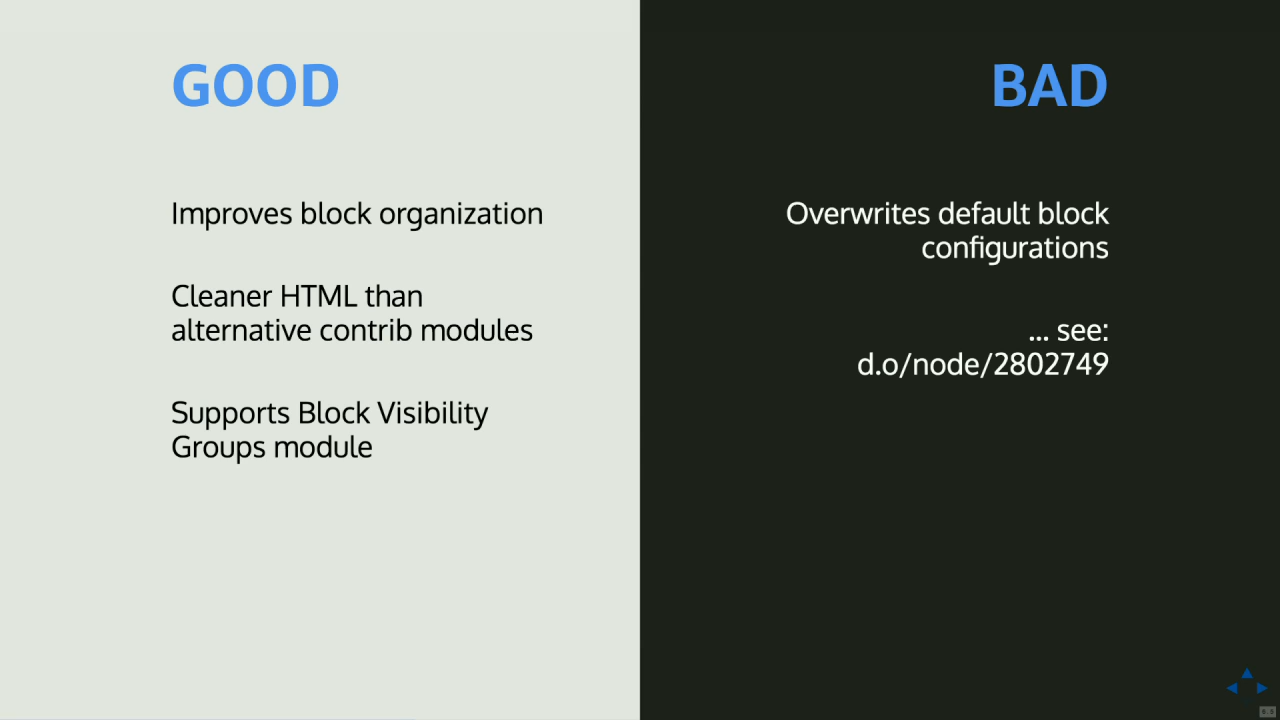 GOOD
Improves block organization
Cleaner HTML than
alternative contrib modules
Supports Block Visibility
Groups module
BAD
Overwrites default block
configurations
... see:
d.o/node/2802749